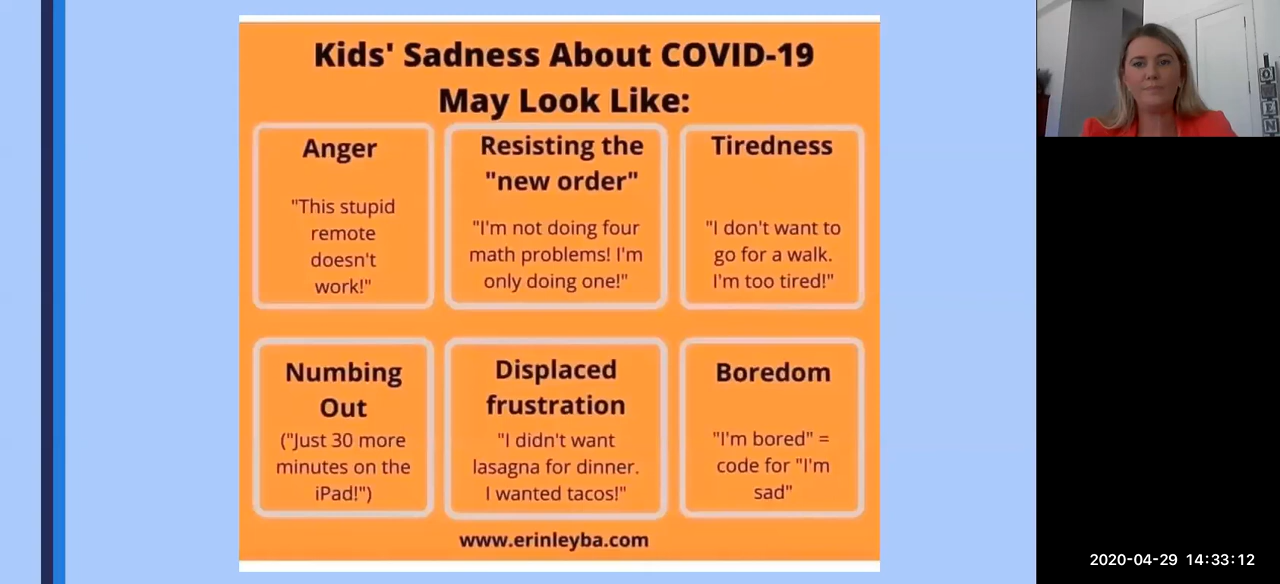 Kids' Sadness About COVID-19
May Look Like:
Anger
"This stupid
remote
doesn't
work!"
Resisting the
"new order"
"I'm not doing four
math problems! I'm
only doing one!"
Tiredness
"I don't want to
go for a walk.
I'm too tired!"
Numbing
Out
("Just 30 more
minutes on the
iPad!")
Displaced
frustration
"I didn't want
lasagna for dinner.
I wanted tacos!"
Boredom
"I'm bored" =
code for "I'm
sad"
www.erinleyba.com
O
W
E
N
2020-04-29 14:33:12